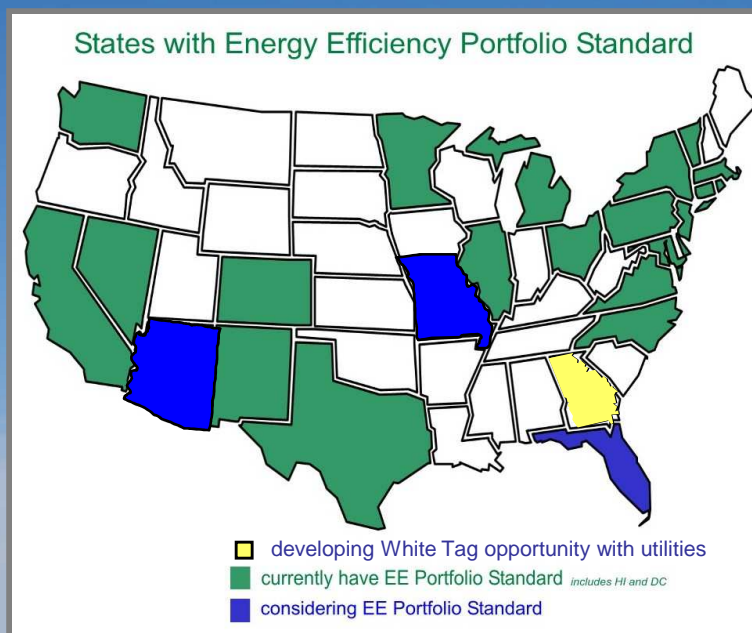 States with Energy Efficiency Portfolio Standard
developing White Tag opportunity with utilities
currently have EE Portfolio Standard includes HI and DC
considering EE Portfolio Standard